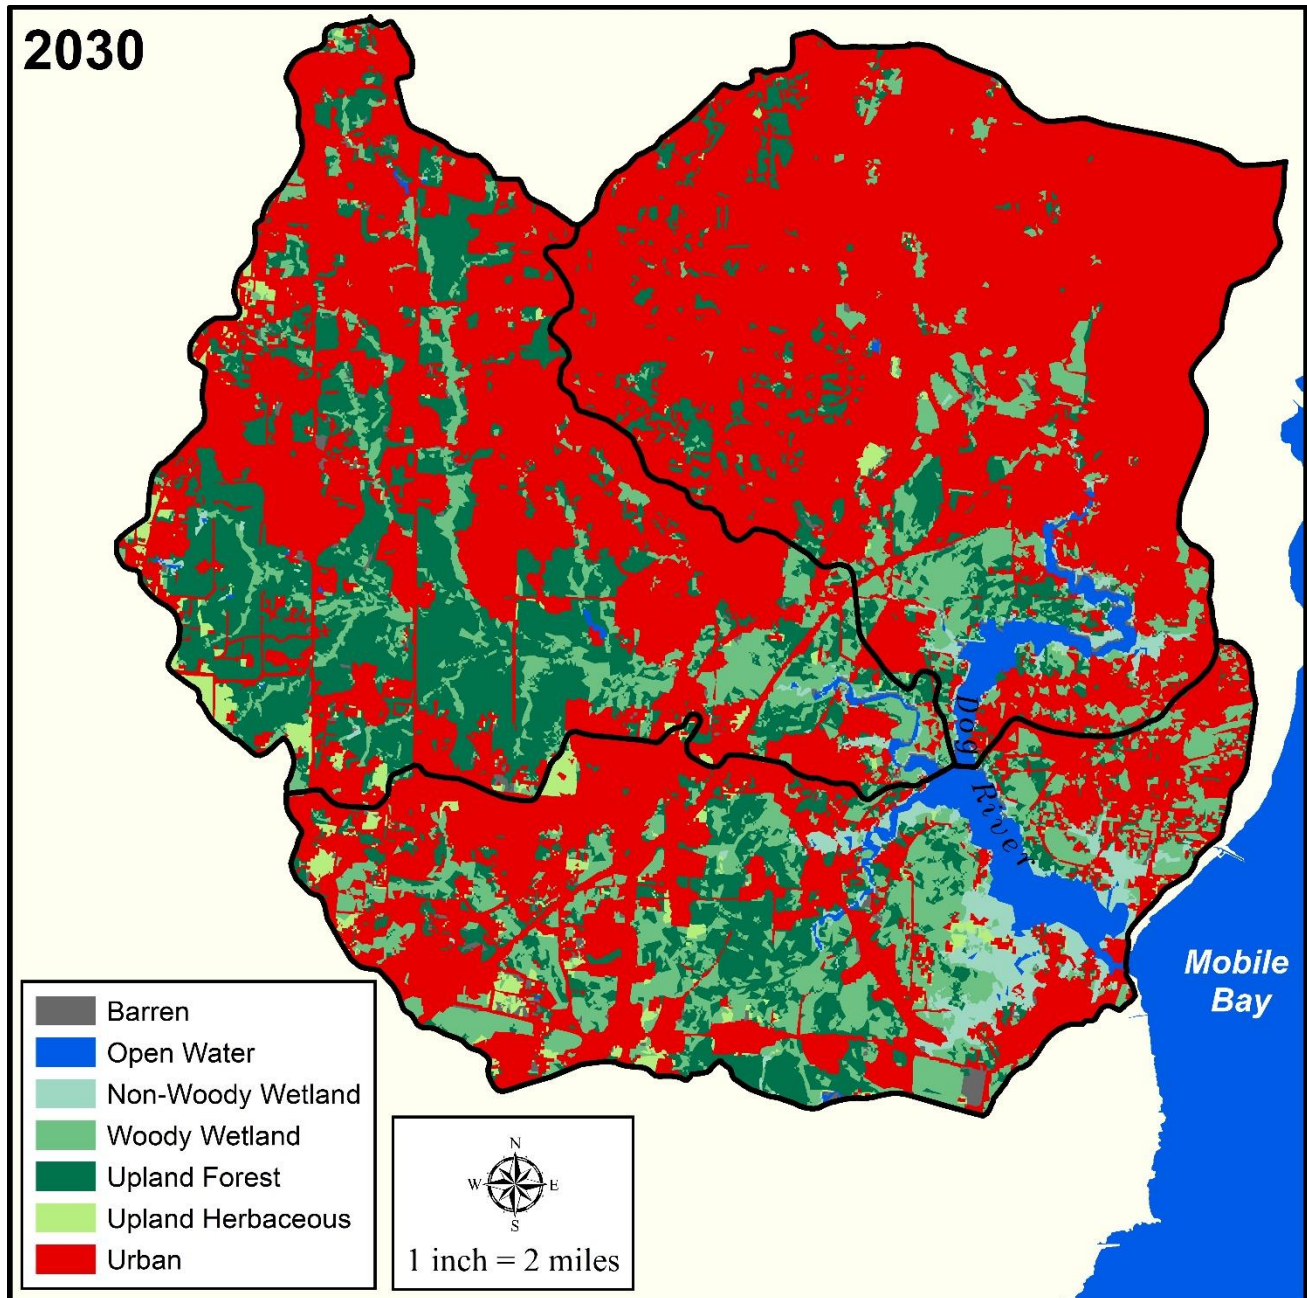 2030
Dog River
Mobile
Bay
Barren
Open Water
Non-Woody Wetland
Woody Wetland
Upland Forest
Upland Herbaceous
Urban
N
W E
S
1 inch = 2 miles